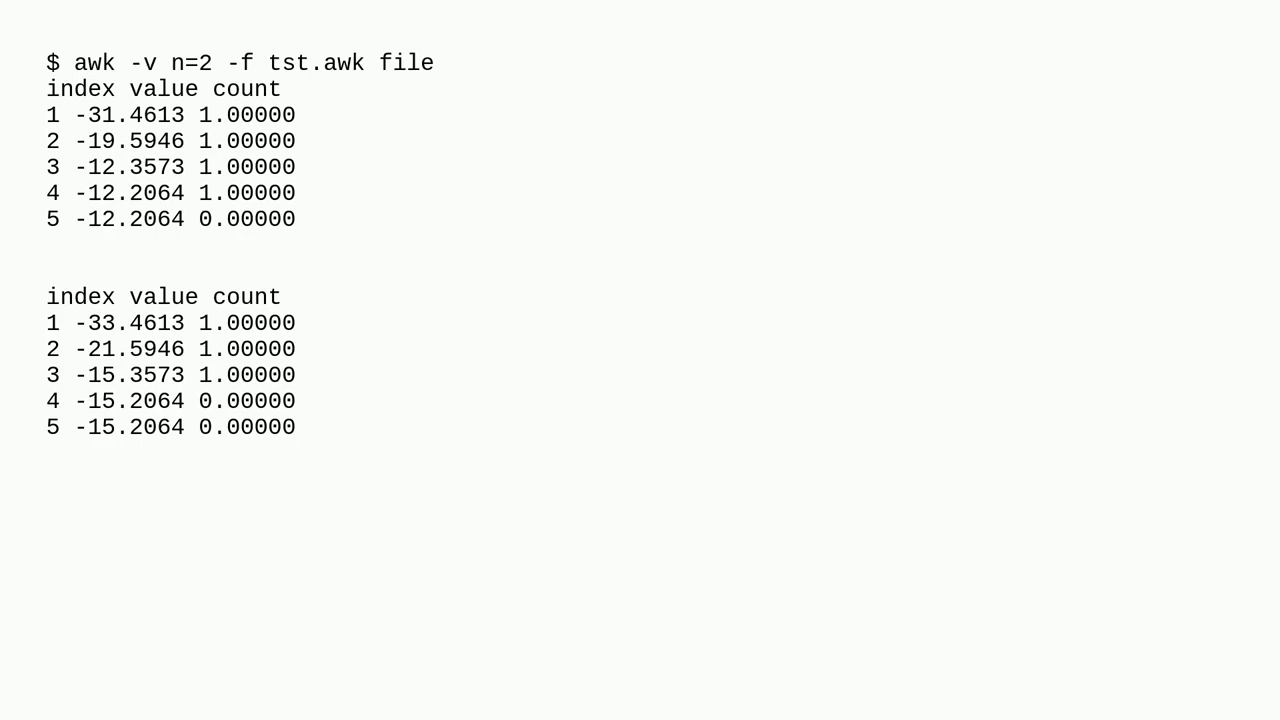 $ awk -v n=2 -f tst.awk file
index value count
1 -31.4613 1.00000
2 -19.5946 1.00000
3 -12.3573 1.00000
4 -12.2064 1.00000
5 -12.2064 0.00000
index value count
1 -33.4613 1.00000
2 -21.5946 1.00000
3 -15.3573 1.00000
4 -15.2064 0.00000
5 -15.2064 0.00000